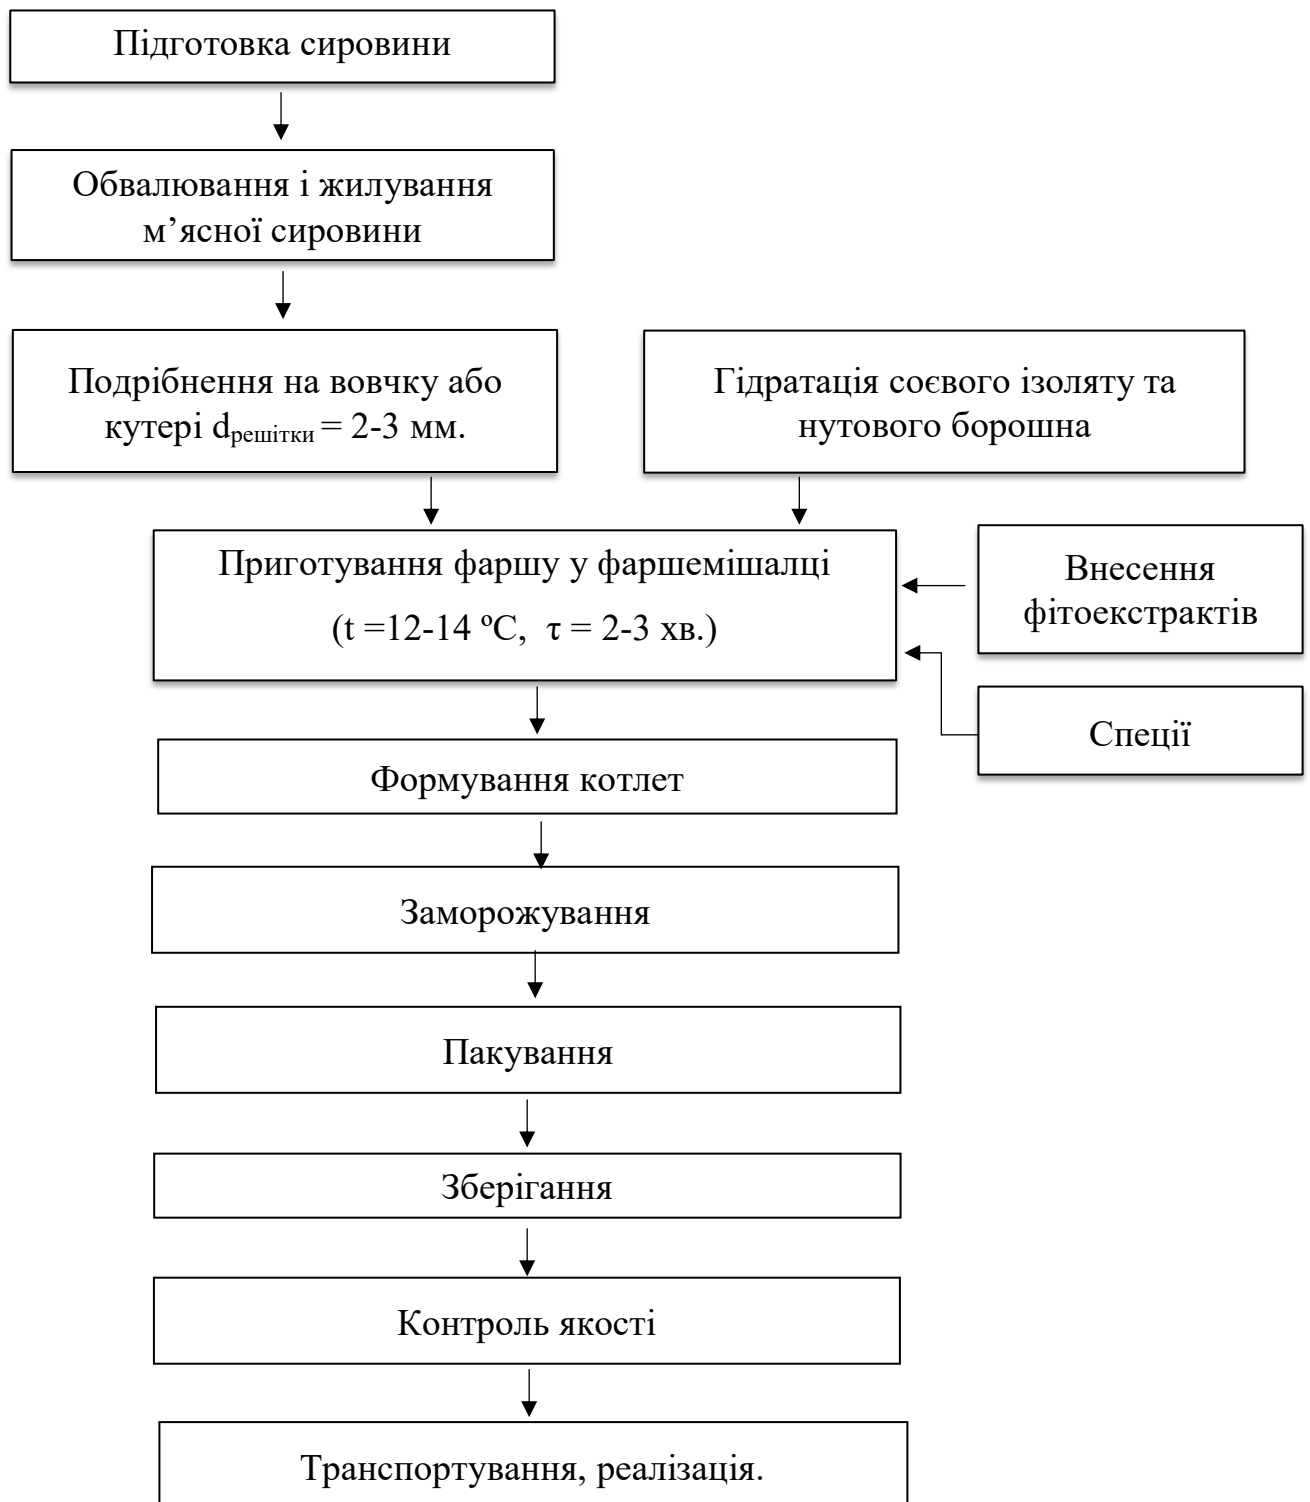 Підготовка сировини
Обвалювання і жилування
м’ясної сировини
Подрібнення на вовчку або
кутері dрешітки = 2-3 мм.
Гідратація соєвого ізоляту та
нутового борошна
Приготування фаршу у фаршемішалці
(t =12-14 ºС, τ = 2-3 хв.)
Внесення
фітоекстрактів
Спеції
Формування котлет
Заморожування
Пакування
Зберігання
Контроль якості
Транспортування, реалізація.